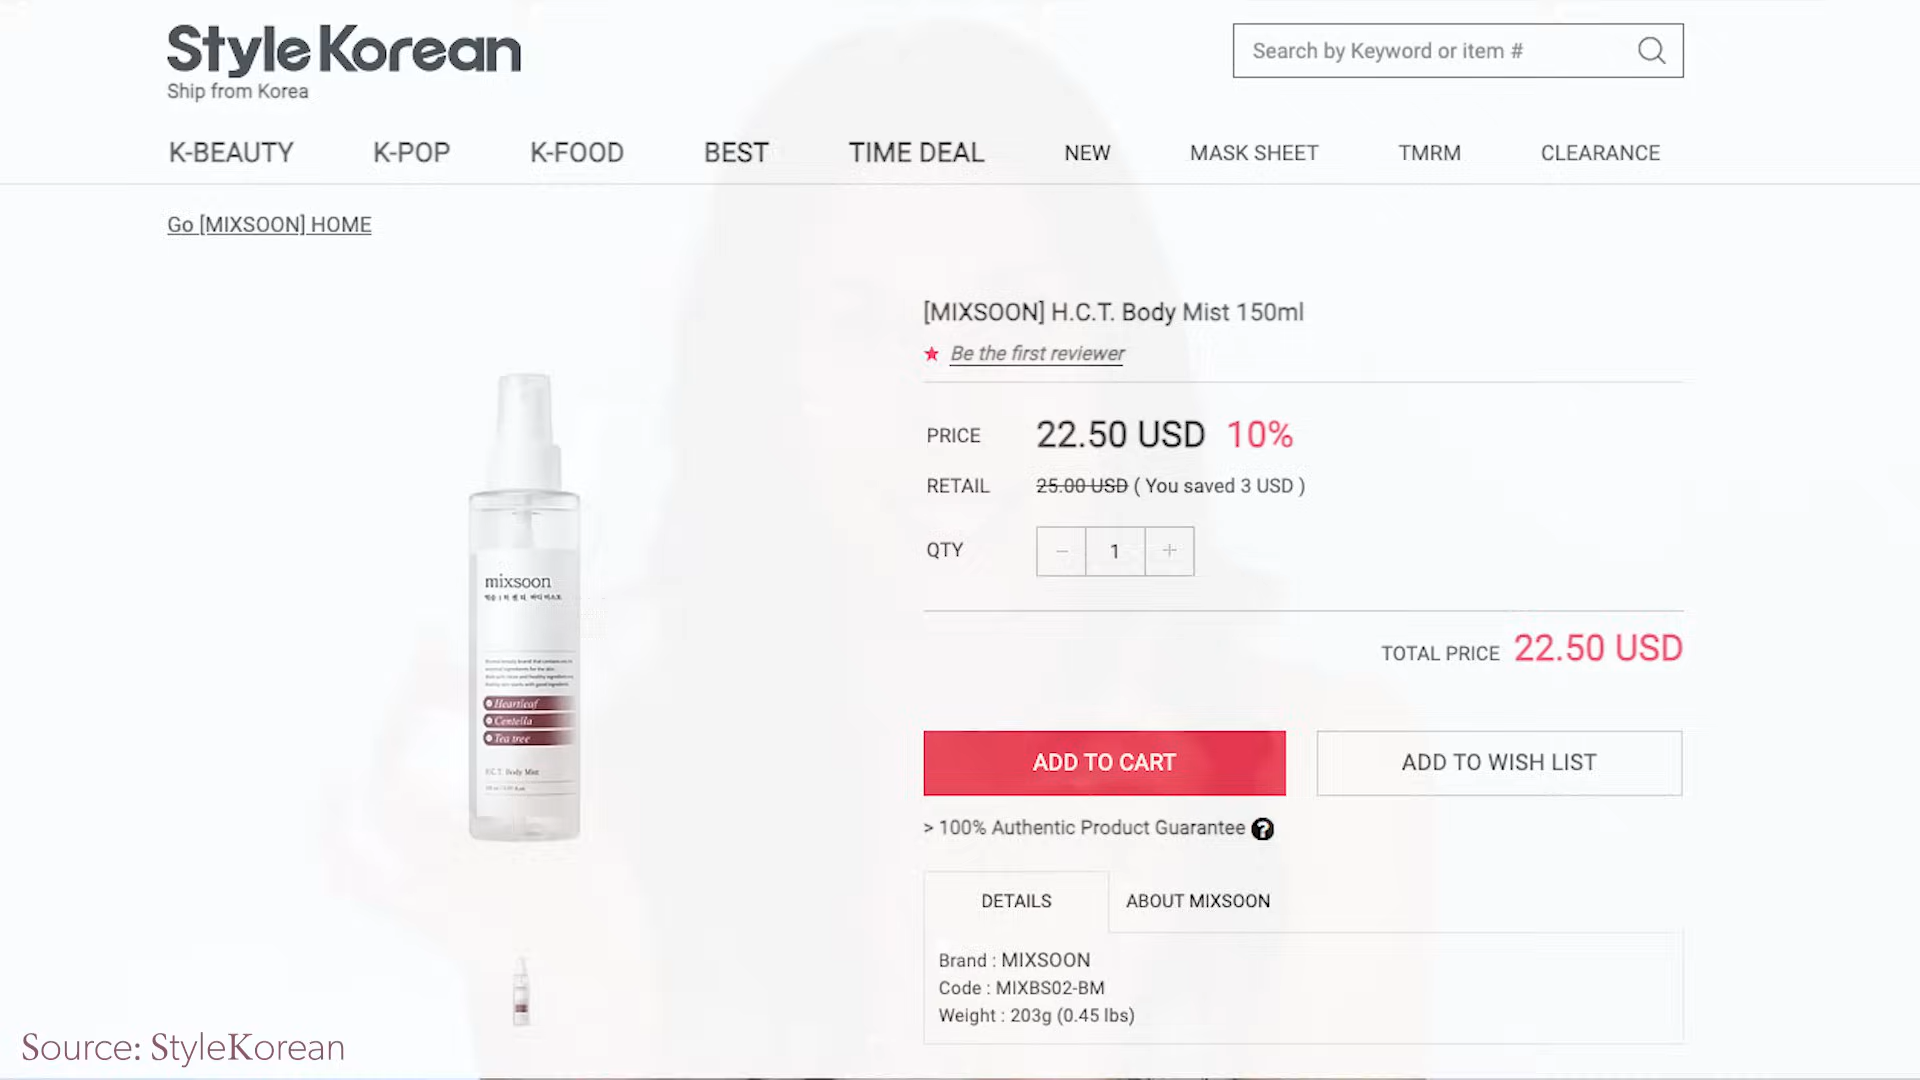 StyleKorean
Ship from Korea
Search by Keyword or item #
K-BEAUTY K-POP K-FOOD BEST TIME DEAL NEW MASK SHEET TMRM CLEARANCE
Go [MIXSOON] HOME
[MIXSOON] H.C.T. Body Mist 150ml
Be the first reviewer
PRICE 22.50 USD 10%
RETAIL 25.00 USD ( You saved 3 USD )
QTY − 1 +
TOTAL PRICE 22.50 USD
ADD TO CART ADD TO WISH LIST
> 100% Authentic Product Guarantee ?
DETAILS ABOUT MIXSOON
Brand : MIXSOON
Code : MIXBS02-BM
Weight : 203g (0.45 lbs)
mixsoon
Heartleaf
Centella
Tea tree
H.C.T. Body Mist
Source: StyleKorean